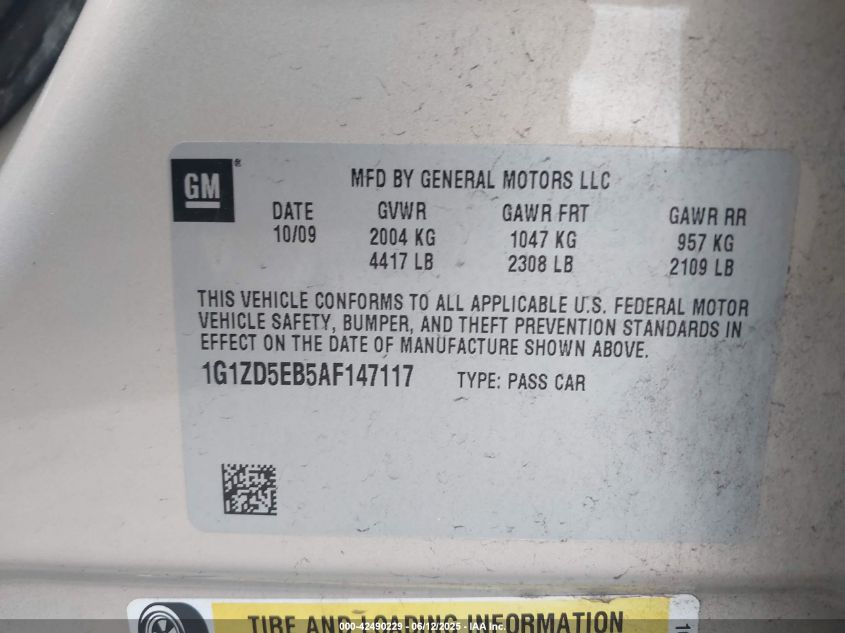 GM ®
MFD BY GENERAL MOTORS LLC
DATE GVWR GAWR FRT GAWR RR
10/09 2004 KG 1047 KG 957 KG
4417 LB 2308 LB 2109 LB
THIS VEHICLE CONFORMS TO ALL APPLICABLE U.S. FEDERAL MOTOR
VEHICLE SAFETY, BUMPER, AND THEFT PREVENTION STANDARDS IN
EFFECT ON THE DATE OF MANUFACTURE SHOWN ABOVE.
1G1ZD5EB5AF147117 TYPE: PASS CAR
TIRE AND LOADING INFORMATION
000-42490229 - 06/12/2025 - IAA Inc.